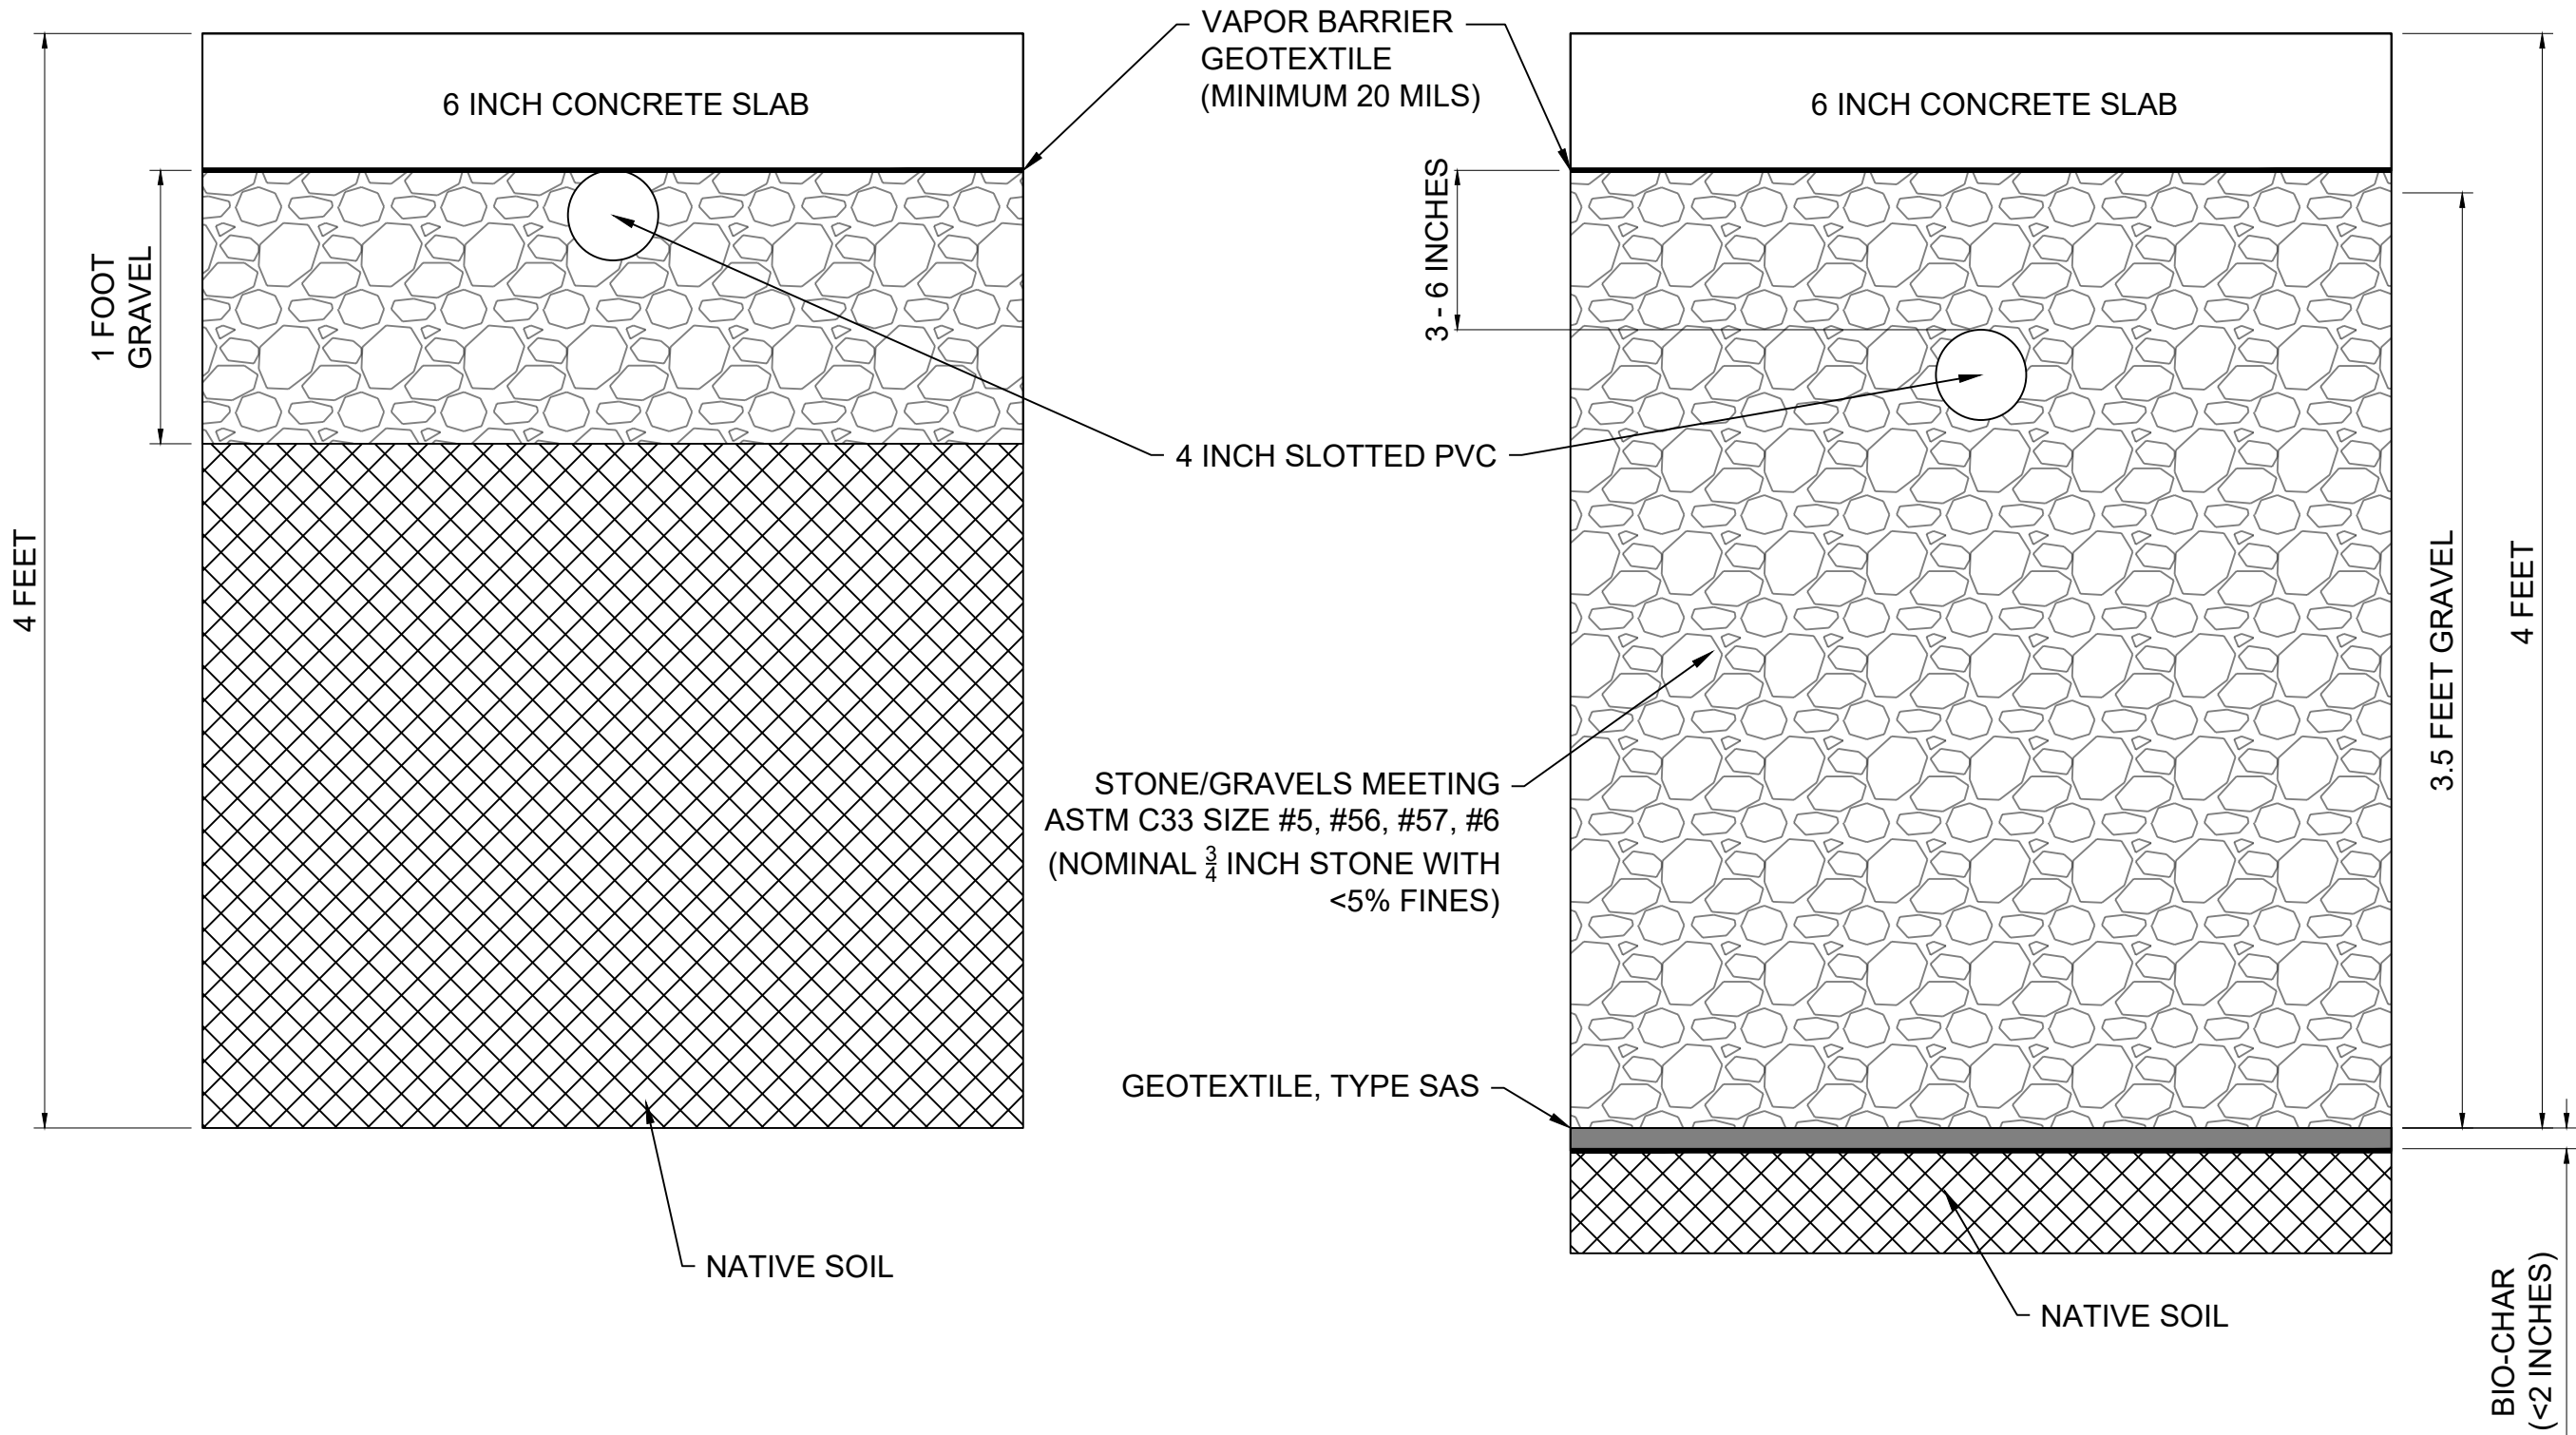 VAPOR BARRIER
GEOTEXTILE
(MINIMUM 20 MILS)
6 INCH CONCRETE SLAB
6 INCH CONCRETE SLAB
1 FOOT
GRAVEL
3 - 6 INCHES
4 FEET
4 INCH SLOTTED PVC
3.5 FEET GRAVEL
4 FEET
STONE/GRAVELS MEETING
ASTM C33 SIZE #5, #56, #57, #6
(NOMINAL 3/4 INCH STONE WITH
<5% FINES)
GEOTEXTILE, TYPE SAS
NATIVE SOIL
NATIVE SOIL
BIO-CHAR
(<2 INCHES)